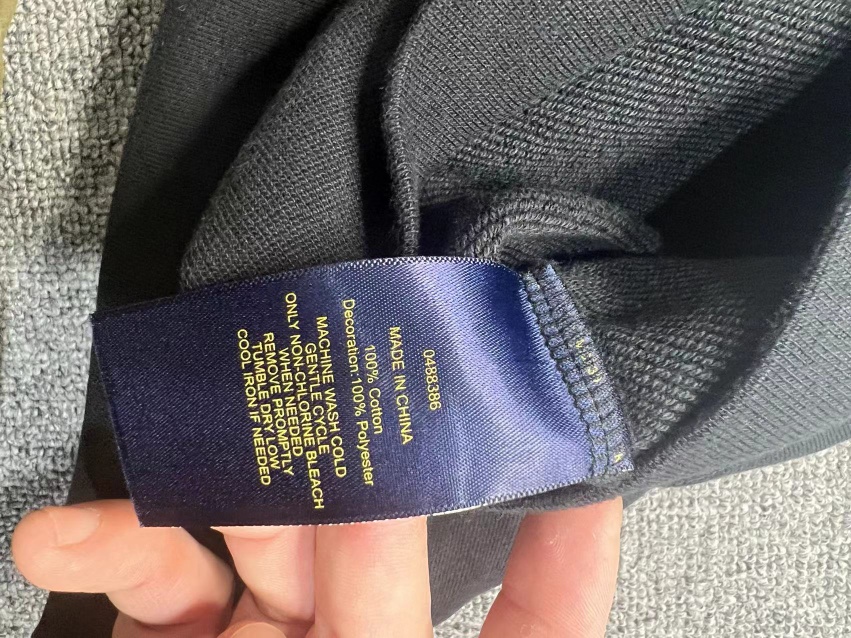 0488386
MADE IN CHINA
100% Cotton
Decoration:100% Polyester
MACHINE WASH COLD
GENTLE CYCLE
ONLY NON-CHLORINE BLEACH
WHEN NEEDED
REMOVE PROMPTLY
TUMBLE DRY LOW
COOL IRON IF NEEDED